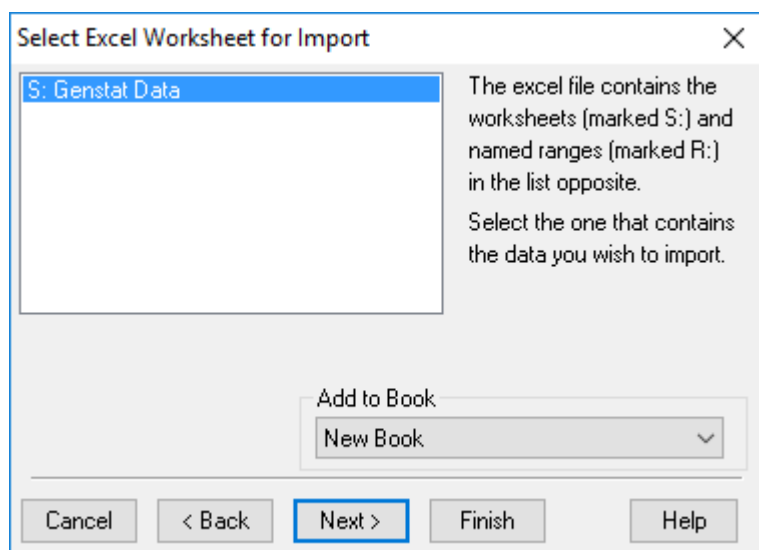 Select Excel Worksheet for Import
S: Genstat Data
The excel file contains the
worksheets (marked S:) and
named ranges (marked R:)
in the list opposite.
Select the one that contains
the data you wish to import.
Add to Book
New Book
Cancel
< Back
Next >
Finish
Help